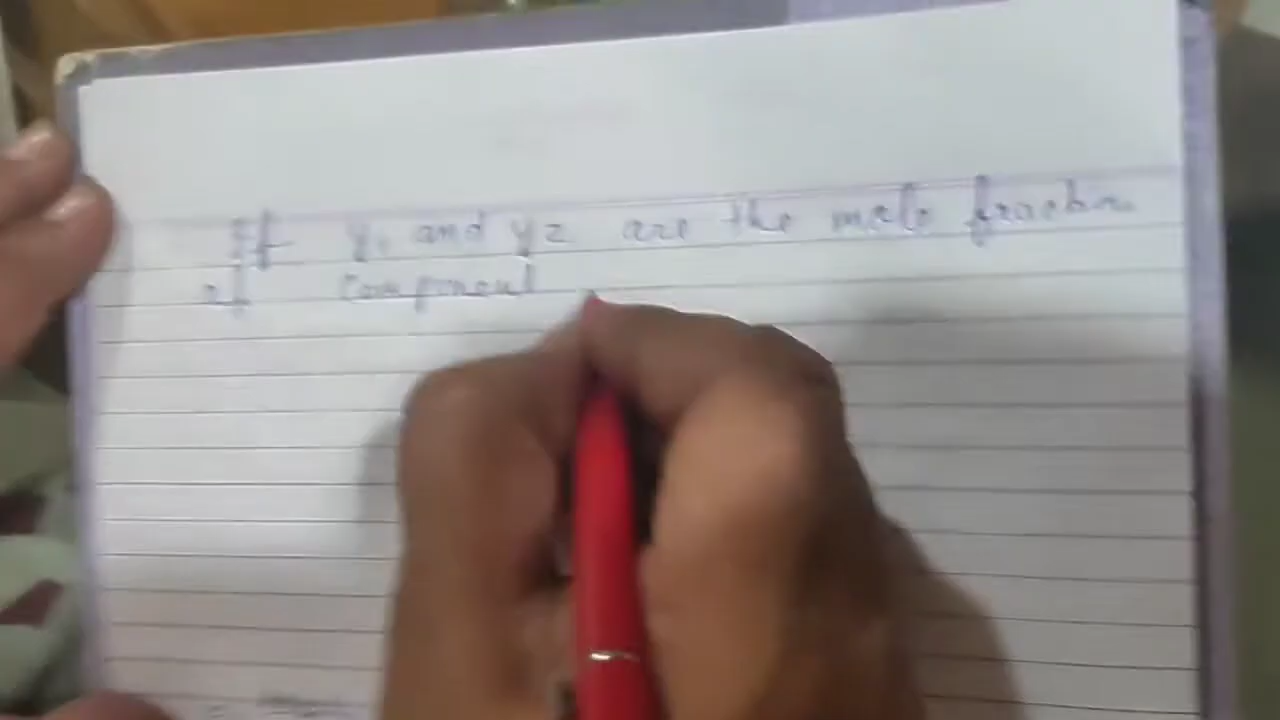 If y1 and y2 are the mole fraction
of component